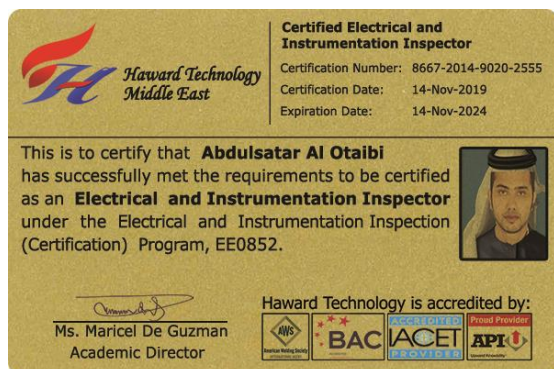 Haward Technology
Middle East
Certified Electrical and
Instrumentation Inspector
Certification Number: 8667-2014-9020-2555
Certification Date: 14-Nov-2019
Expiration Date: 14-Nov-2024
This is to certify that Abdulsatar Al Otaibi
has successfully met the requirements to be certified
as an Electrical and Instrumentation Inspector
under the Electrical and Instrumentation Inspection
(Certification) Program, EE0852.
Ms. Maricel De Guzman
Academic Director
Haward Technology is accredited by:
AWS
American Welding Society
BAC
ACCREDITED
IACET
PROVIDER
Proud Provider
API U